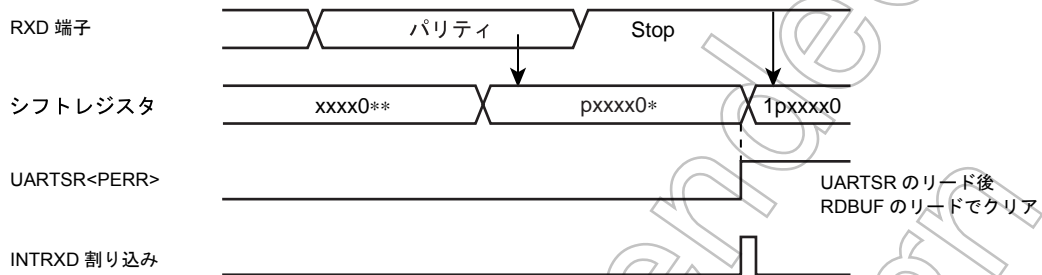 RXD 端子
パリティ
Stop
シフトレジスタ
xxxx0**
pxxxx0*
1pxxxx0
UARTSR<PERR>
UARTSR のリード後
RDBUF のリードでクリア
INTRXD 割り込み